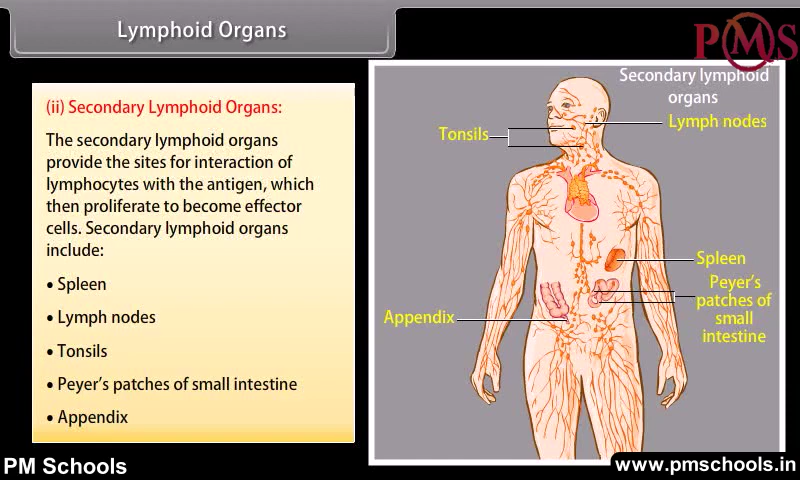 Lymphoid Organs
PMS
(ii) Secondary Lymphoid Organs:
The secondary lymphoid organs
provide the sites for interaction of
lymphocytes with the antigen, which
then proliferate to become effector
cells. Secondary lymphoid organs
include:
• Spleen
• Lymph nodes
• Tonsils
• Peyer's patches of small intestine
• Appendix
Secondary lymphoid
organs
Lymph nodes
Tonsils
Spleen
Peyer's
patches of
small
intestine
Appendix
PM Schools
www.pmschools.in